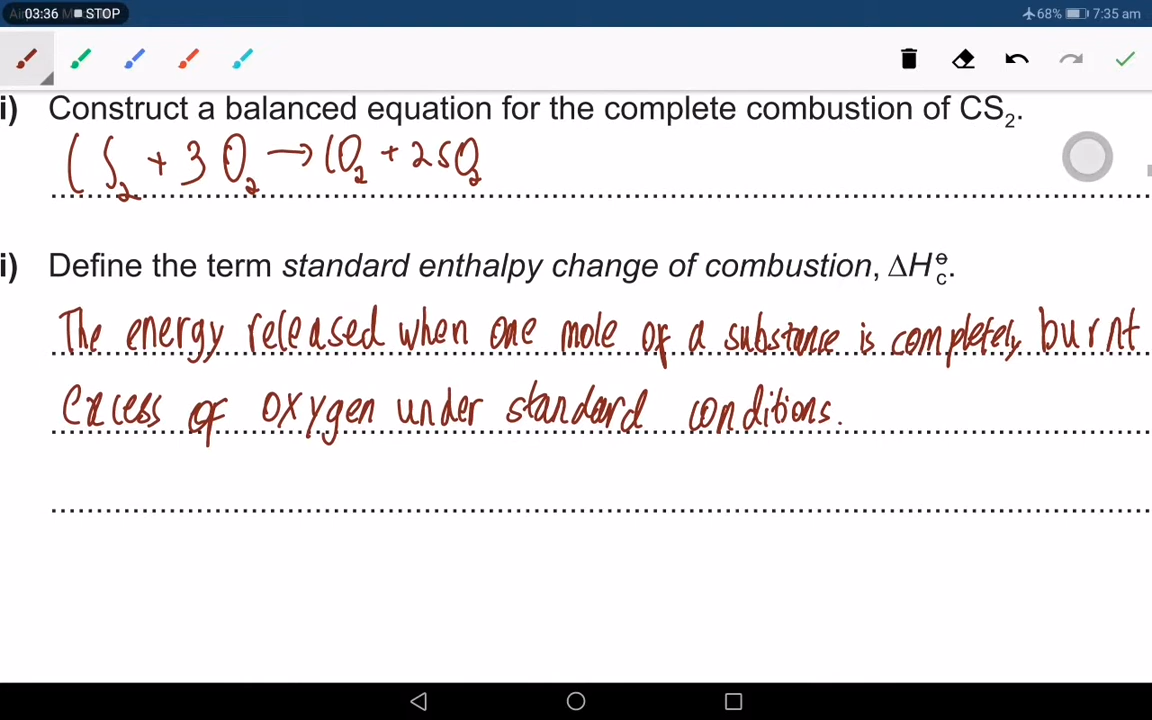 03:36 STOP 68% 7:35 am
i) Construct a balanced equation for the complete combustion of CS₂.
CS₂ + 3O₂ → CO₂ + 2SO₂
i) Define the term standard enthalpy change of combustion, ΔH꜀⦵.
The energy released when one mole of a substance is completely burnt
excess of oxygen under standard conditions.